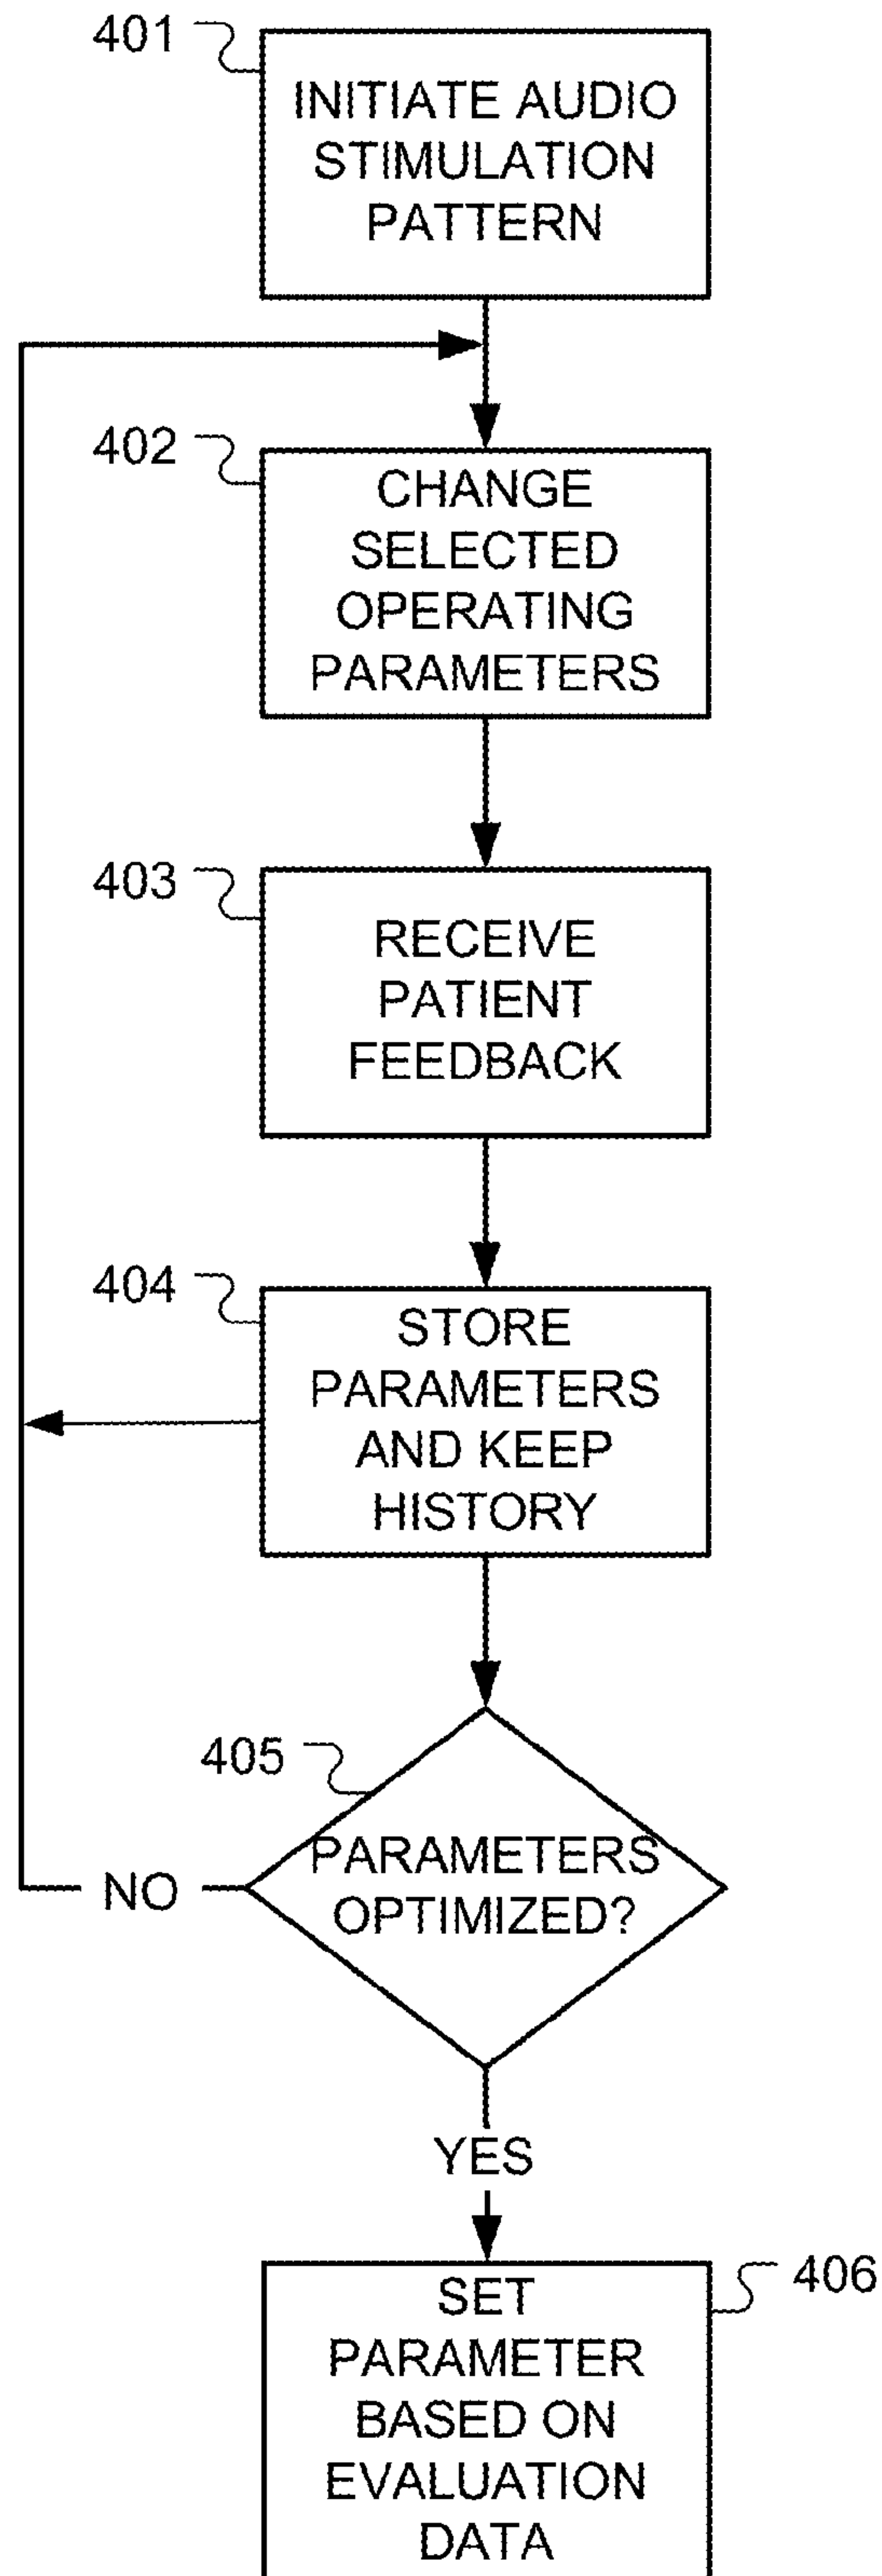 401
INITIATE AUDIO
STIMULATION
PATTERN
402
CHANGE
SELECTED
OPERATING
PARAMETERS
403
RECEIVE
PATIENT
FEEDBACK
404
STORE
PARAMETERS
AND KEEP
HISTORY
405
PARAMETERS
OPTIMIZED?
NO
YES
406
SET
PARAMETER
BASED ON
EVALUATION
DATA